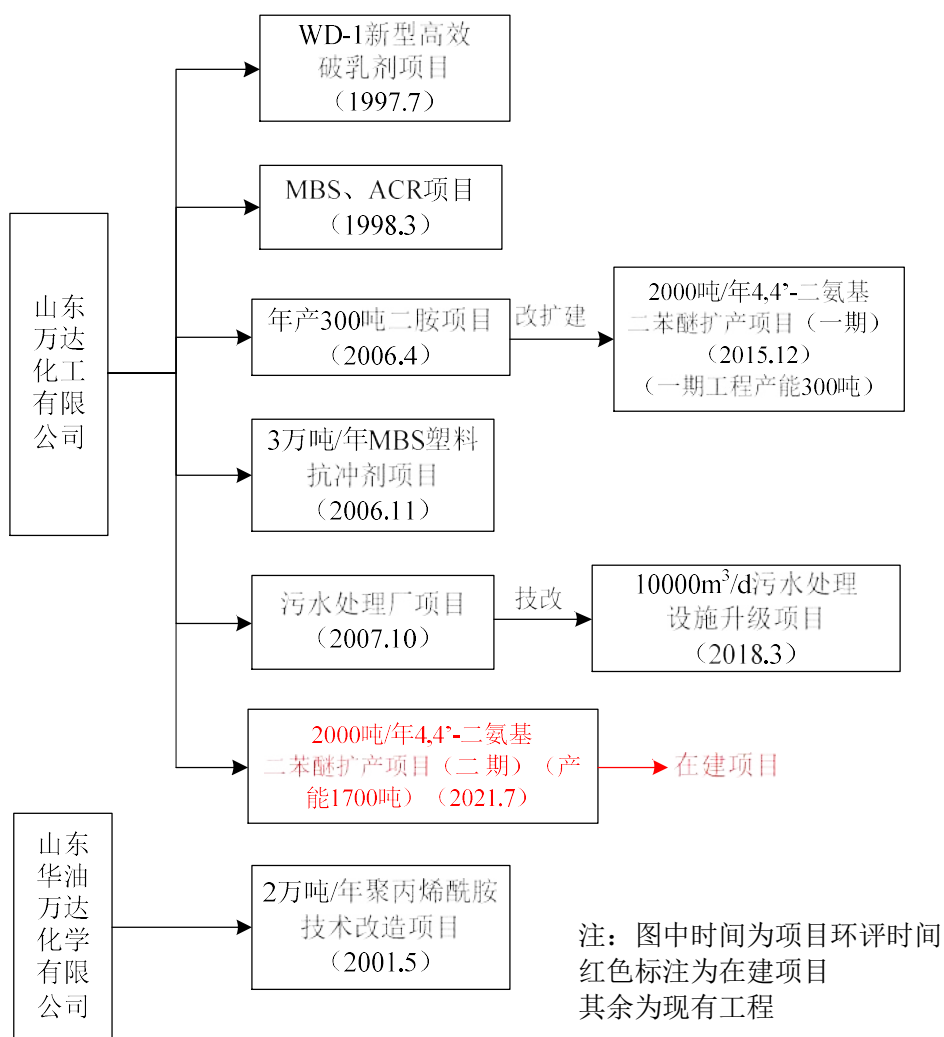 WD-1新型高效
破乳剂项目
（1997.7）
MBS、ACR项目
（1998.3）
山东
万达
化工
有限
公司
年产300吨二胺项目
（2006.4）
改扩建
2000吨/年4,4’-二氨基
二苯醚扩产项目（一期）
（2015.12）
（一期工程产能300吨）
3万吨/年MBS塑料
抗冲剂项目
（2006.11）
污水处理厂项目
（2007.10）
技改
10000m³/d污水处理
设施升级项目
（2018.3）
2000吨/年4,4’-二氨基
二苯醚扩产项目（二 期）（产
能1700吨）（2021.7）
在建项目
山东
华油
万达
化学
有限
公司
2万吨/年聚丙烯酰胺
技术改造项目
（2001.5）
注：图中时间为项目环评时间
红色标注为在建项目
其余为现有工程